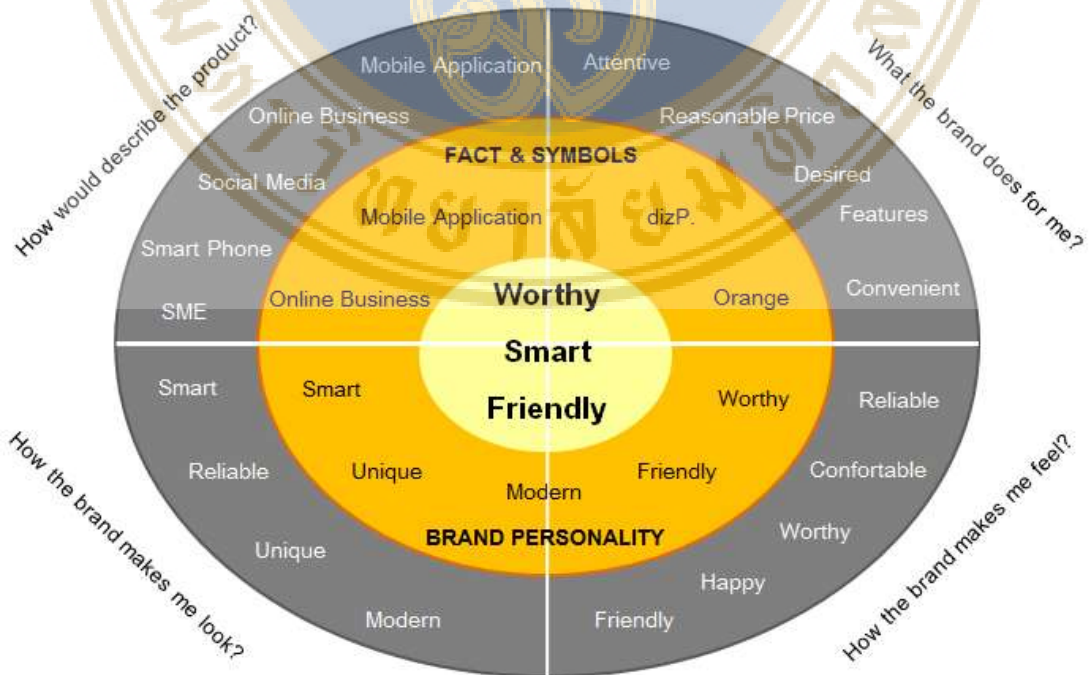 How would describe the product?
What the brand does for me?
Mobile Application
Attentive
Online Business
Reasonable Price
Social Media
Desired
Smart Phone
Features
SME
Convenient
FACT & SYMBOLS
Mobile Application
dizP.
Online Business
Orange
Worthy
Smart
Friendly
Smart
Worthy
Unique
Friendly
Modern
BRAND PERSONALITY
Smart
Reliable
Reliable
Confortable
Unique
Worthy
Happy
Modern
Friendly
How the brand makes me look?
How the brand makes me feel?